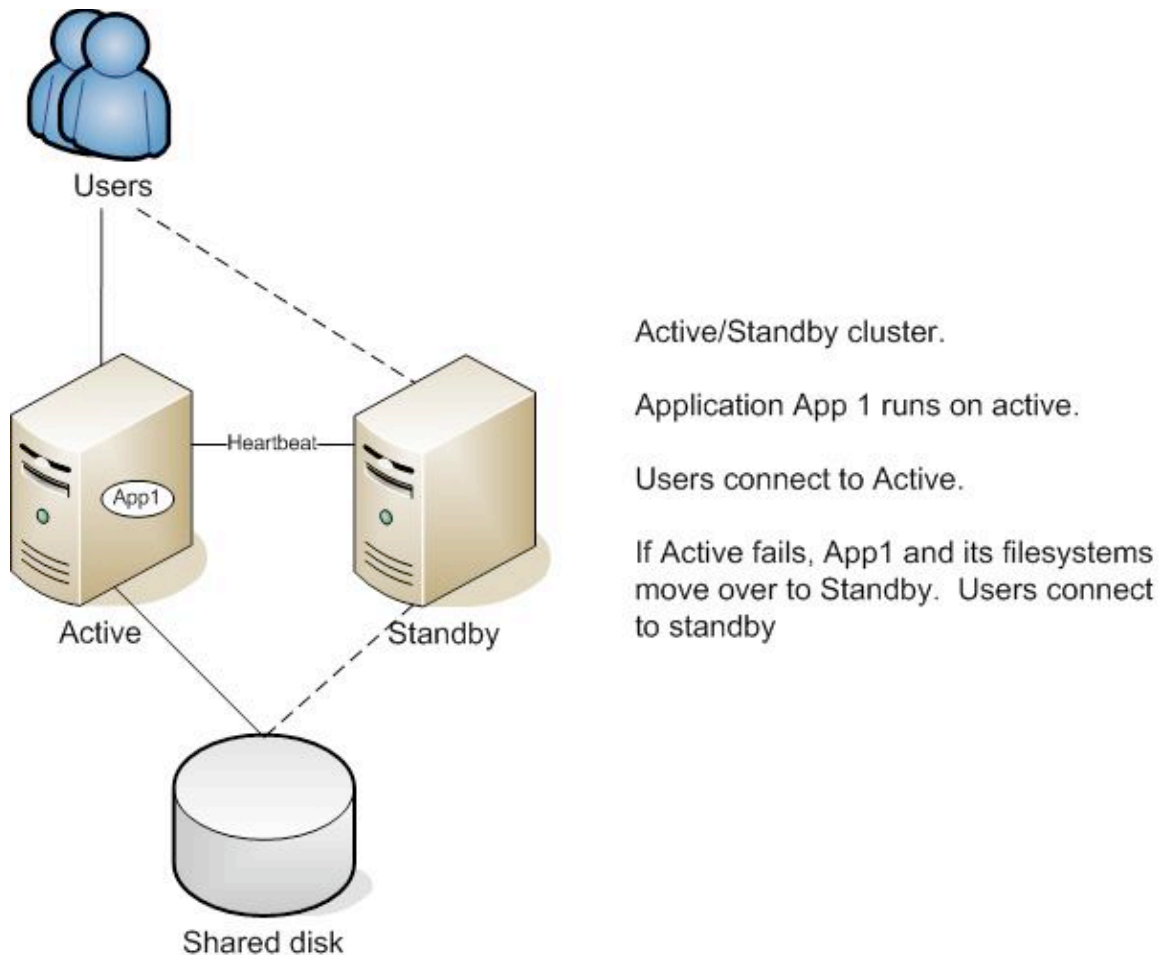 Users
Active/Standby cluster.
Application App 1 runs on active.
Heartbeat
App1
Users connect to Active.
If Active fails, App1 and its filesystems
move over to Standby.  Users connect
to standby
Active
Standby
Shared disk